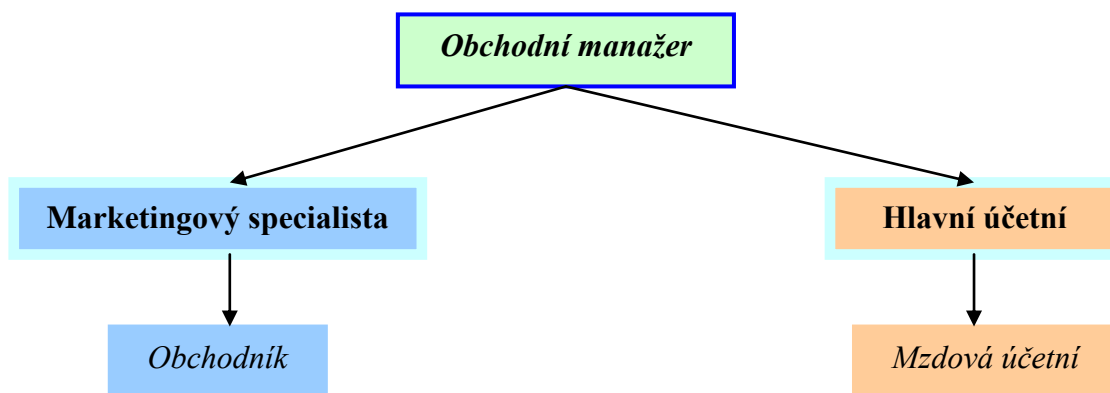 Obchodní manažer
Marketingový specialista
Hlavní účetní
Obchodník
Mzdová účetní